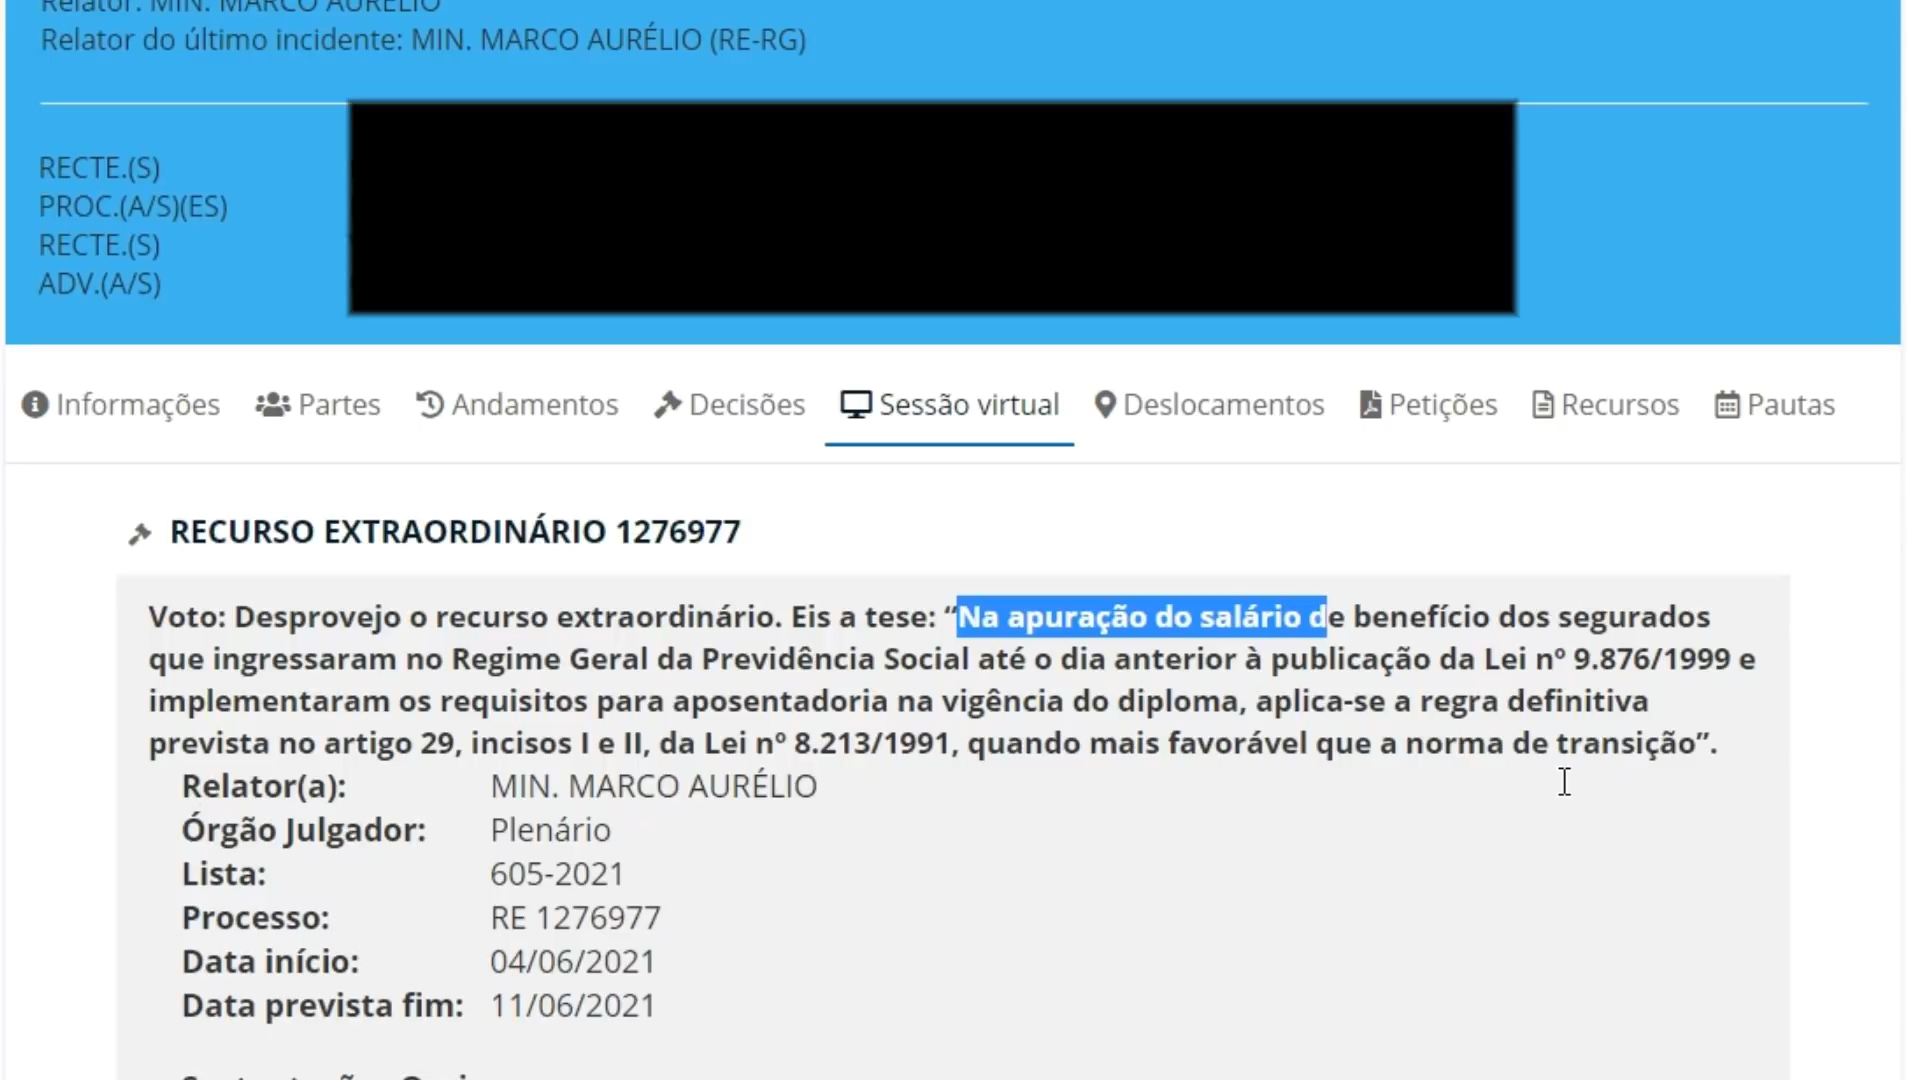 Relator: MIN. MARCO AURÉLIO
Relator do último incidente: MIN. MARCO AURÉLIO (RE-RG)
RECTE.(S)
PROC.(A/S)(ES)
RECTE.(S)
ADV.(A/S)
Informações Partes Andamentos Decisões Sessão virtual Deslocamentos Petições Recursos Pautas
RECURSO EXTRAORDINÁRIO 1276977
Voto: Desprovejo o recurso extraordinário. Eis a tese: “Na apuração do salário de benefício dos segurados
que ingressaram no Regime Geral da Previdência Social até o dia anterior à publicação da Lei nº 9.876/1999 e
implementaram os requisitos para aposentadoria na vigência do diploma, aplica-se a regra definitiva
prevista no artigo 29, incisos I e II, da Lei nº 8.213/1991, quando mais favorável que a norma de transição”.
Relator(a): MIN. MARCO AURÉLIO
Órgão Julgador: Plenário
Lista: 605-2021
Processo: RE 1276977
Data início: 04/06/2021
Data prevista fim: 11/06/2021